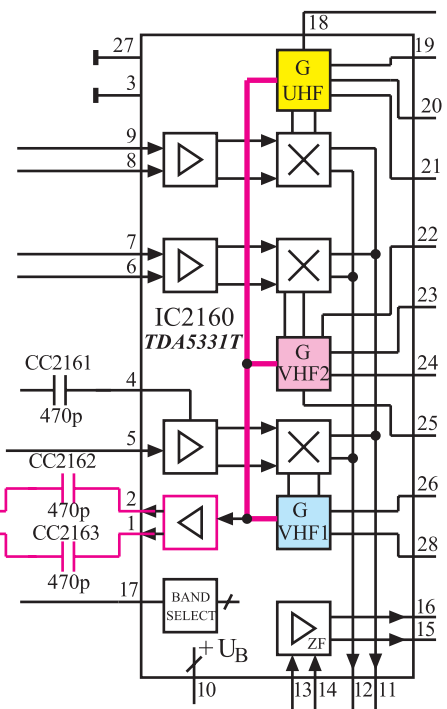 18
27
G
UHF
19
3
20
9
8
21
7
6
22
IC2160
TDA5331T
23
G
VHF2
24
CC2161
4
470p
25
5
CC2162
2
470p
26
CC2163
1
G
VHF1
470p
28
17
BAND
SELECT
16
ZF
15
+U_B
10
13
14
12
11